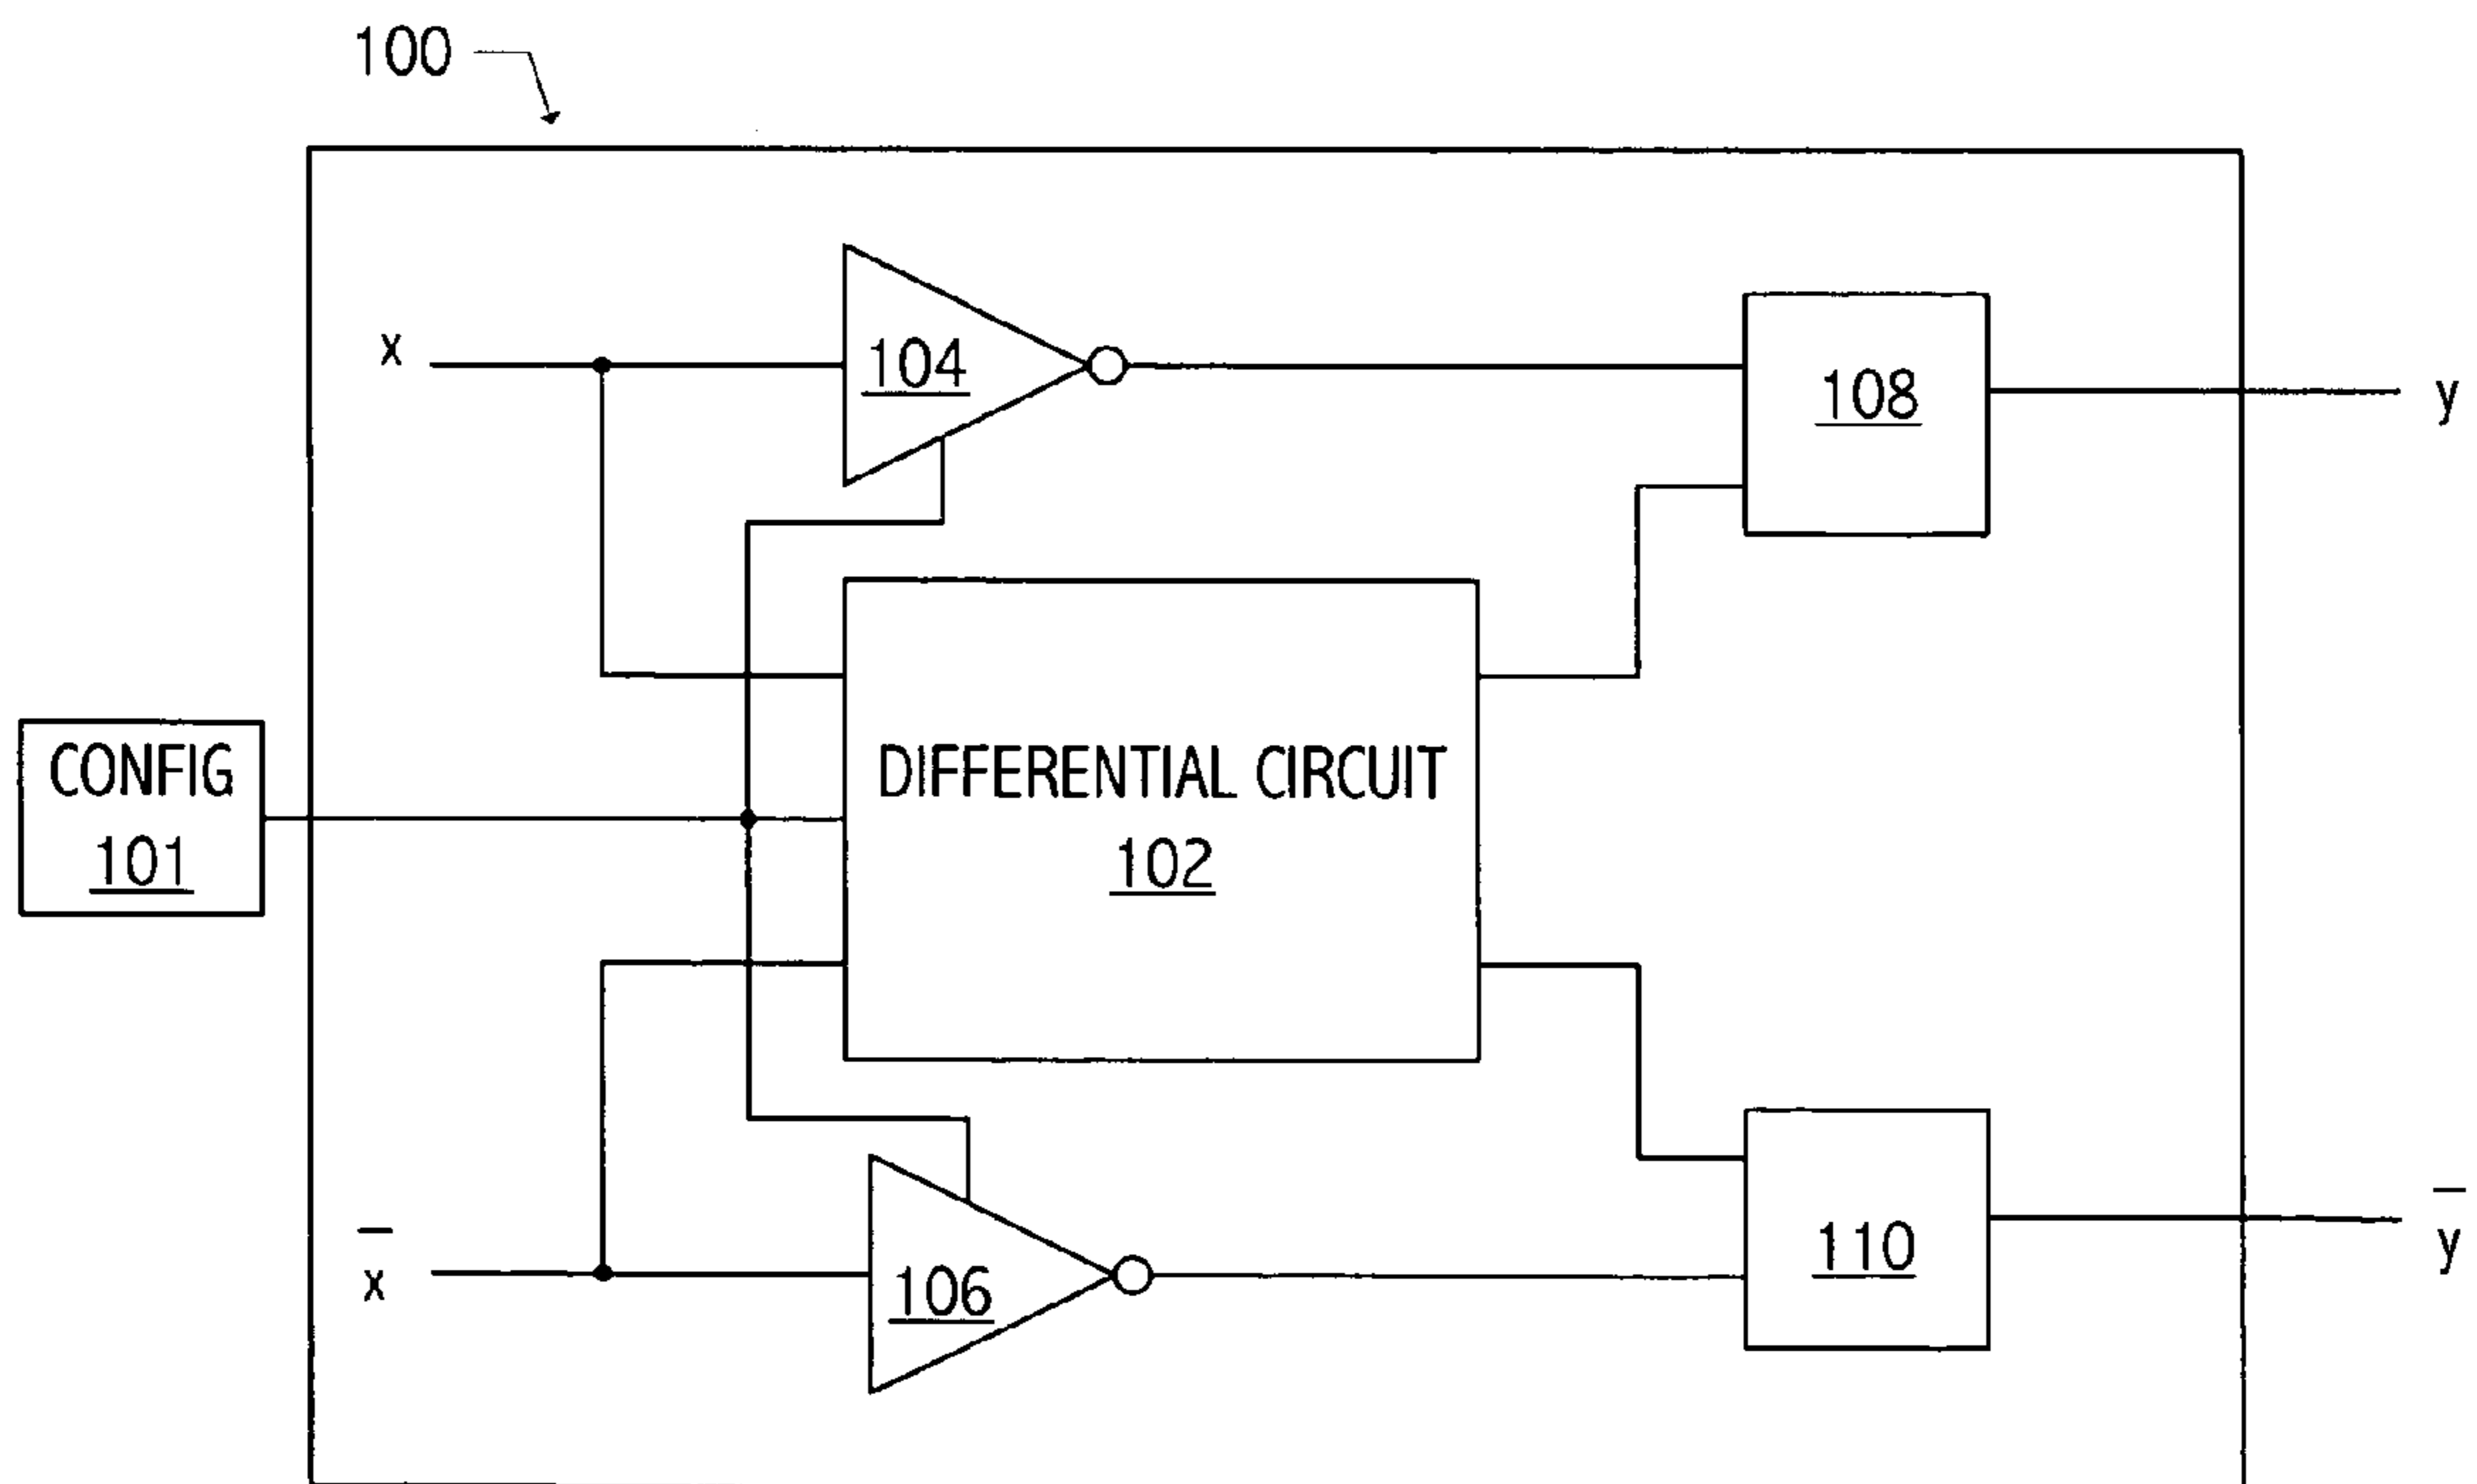 100
x
104
108
y
CONFIG
101
DIFFERENTIAL CIRCUIT
102
x̅
106
110
y̅